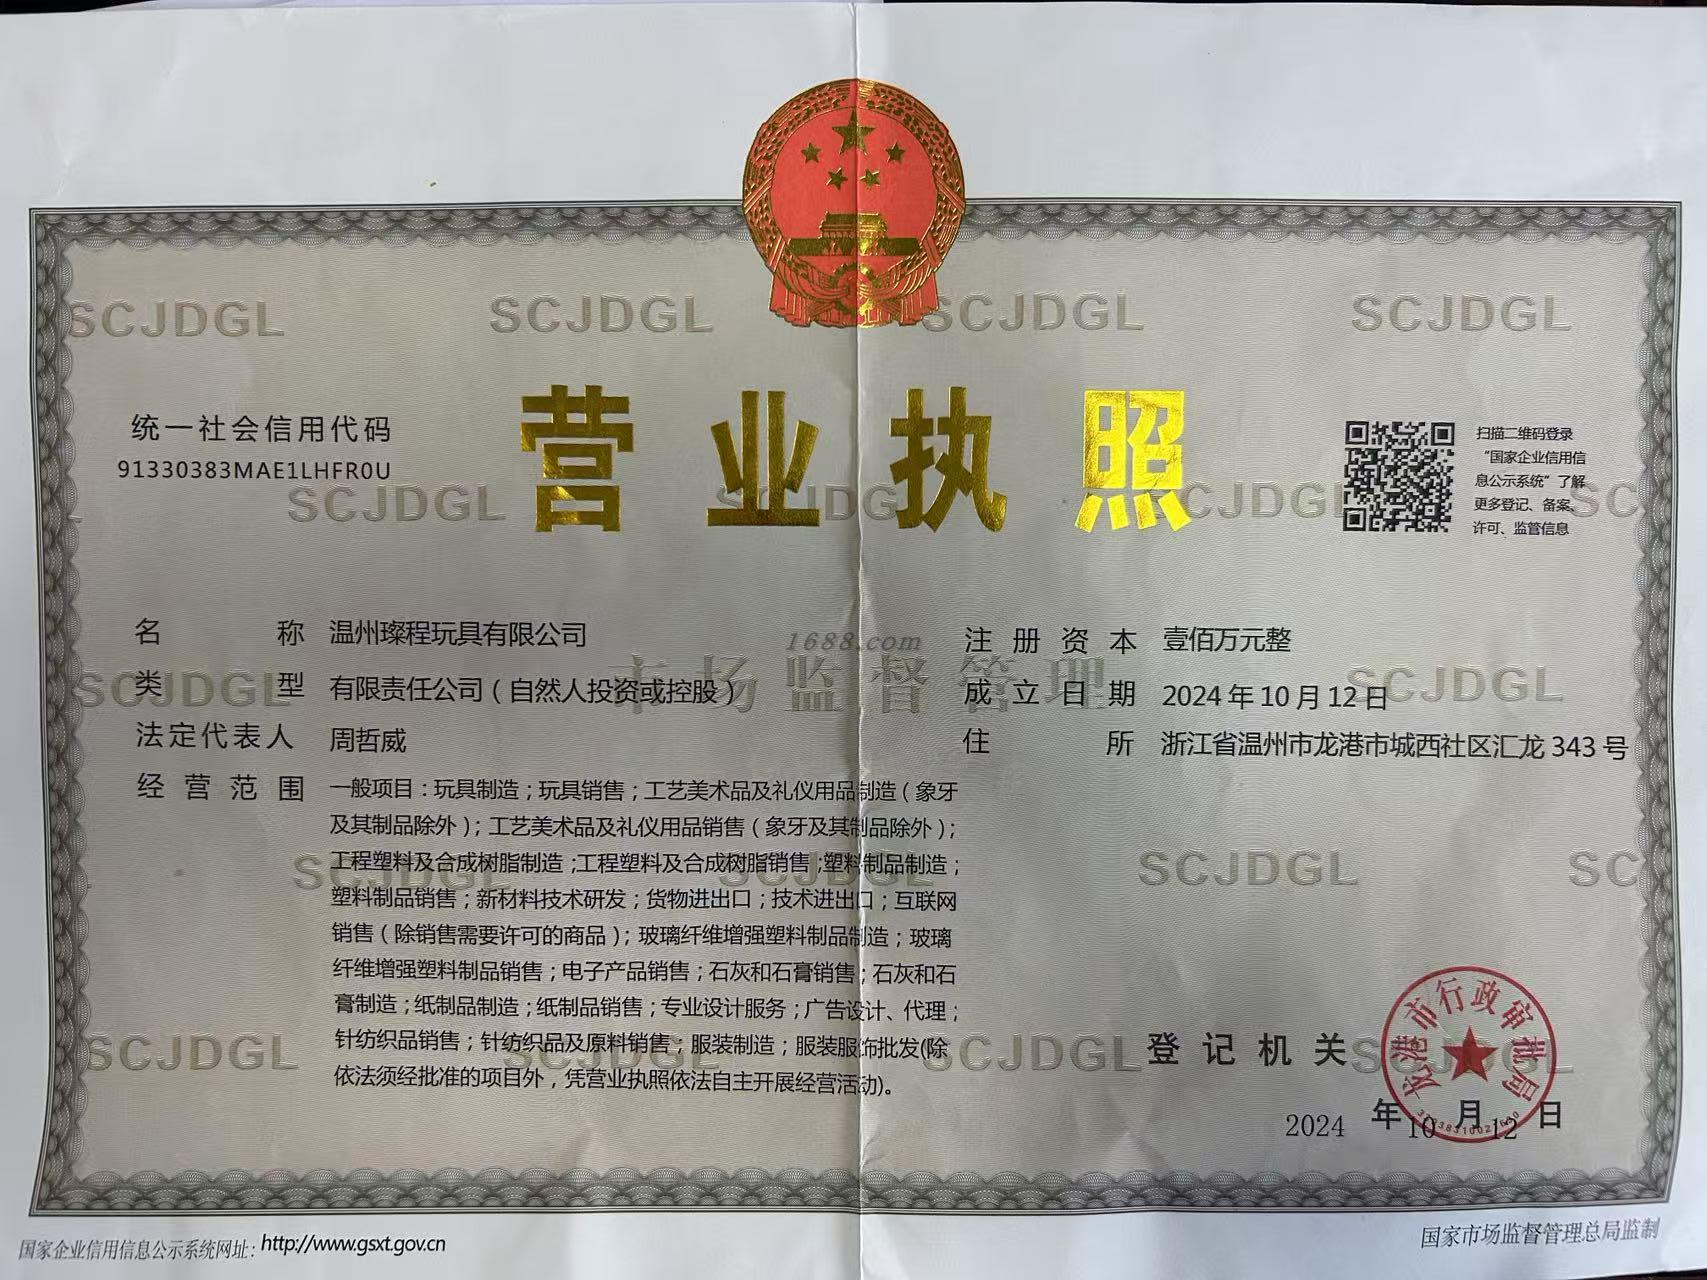 统一社会信用代码
91330383MAE1LHFR0U
营业执照
扫描二维码登录
“国家企业信用信
息公示系统”了解
更多登记、备案、
许可、监管信息
名称 温州璨程玩具有限公司
类型 有限责任公司（自然人投资或控股）
法定代表人 周哲威
经营范围 一般项目：玩具制造；玩具销售；工艺美术品及礼仪用品制造（象牙
及其制品除外）；工艺美术品及礼仪用品销售（象牙及其制品除外）；
工程塑料及合成树脂制造；工程塑料及合成树脂销售；塑料制品制造；
塑料制品销售；新材料技术研发；货物进出口；技术进出口；互联网
销售（除销售需要许可的商品）；玻璃纤维增强塑料制品制造；玻璃
纤维增强塑料制品销售；电子产品销售；石灰和石膏销售；石灰和石
膏制造；纸制品制造；纸制品销售；专业设计服务；广告设计、代理；
针纺织品销售；针纺织品及原料销售；服装制造；服装服饰批发(除
依法须经批准的项目外，凭营业执照依法自主开展经营活动)。
注册资本 壹佰万元整
成立日期 2024年10月12日
住所 浙江省温州市龙港市城西社区汇龙343号
1688.com
市场监督管理
SCJDGL
SCJDGL
SCJDGL
SCJDGL
登记机关
龙港市行政审批局
2024年10月12日
国家企业信用信息公示系统网址：http://www.gsxt.gov.cn
国家市场监督管理总局监制